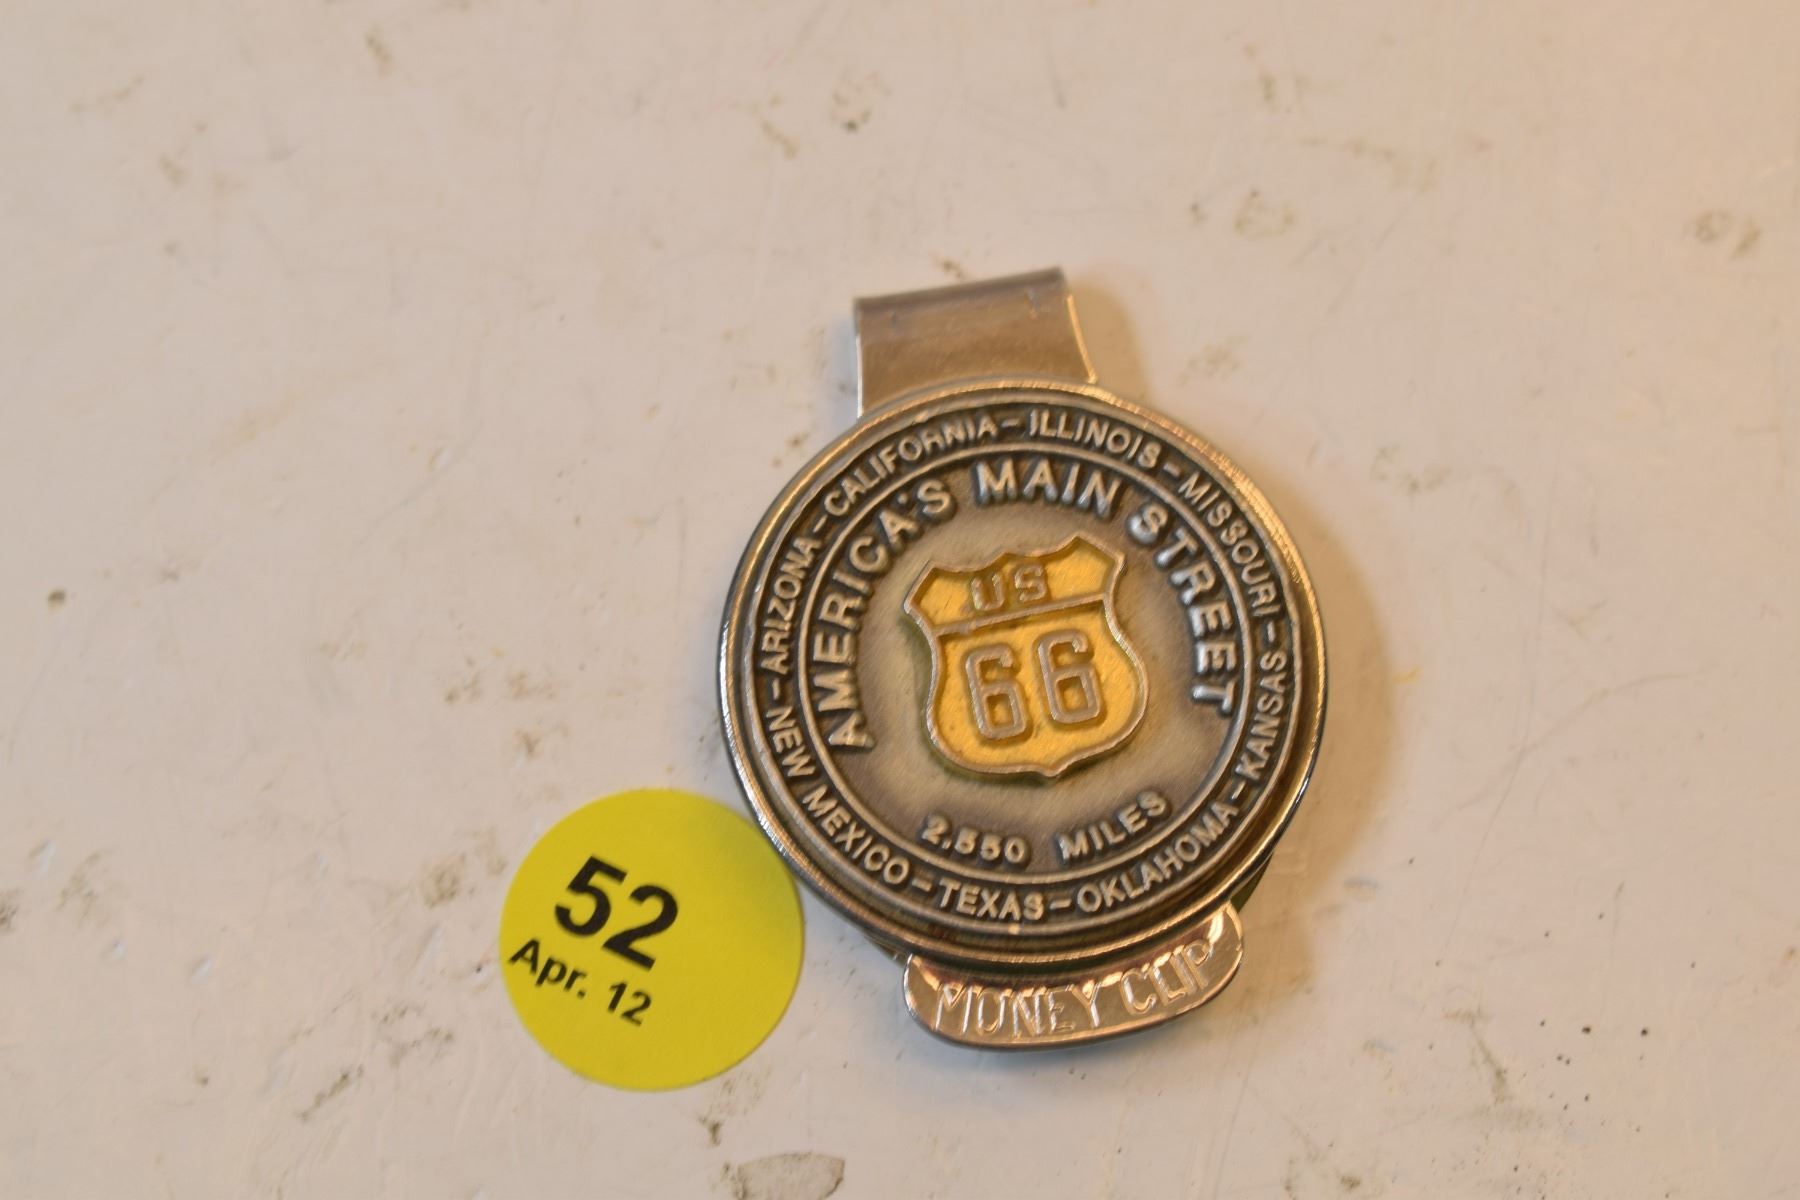 ARIZONA - CALIFORNIA - ILLINOIS - MISSOURI - KANSAS - OKLAHOMA - TEXAS - NEW MEXICO -
AMERICA'S MAIN STREET
US
66
2,550 MILES
MONEY CLIP
52
Apr. 12